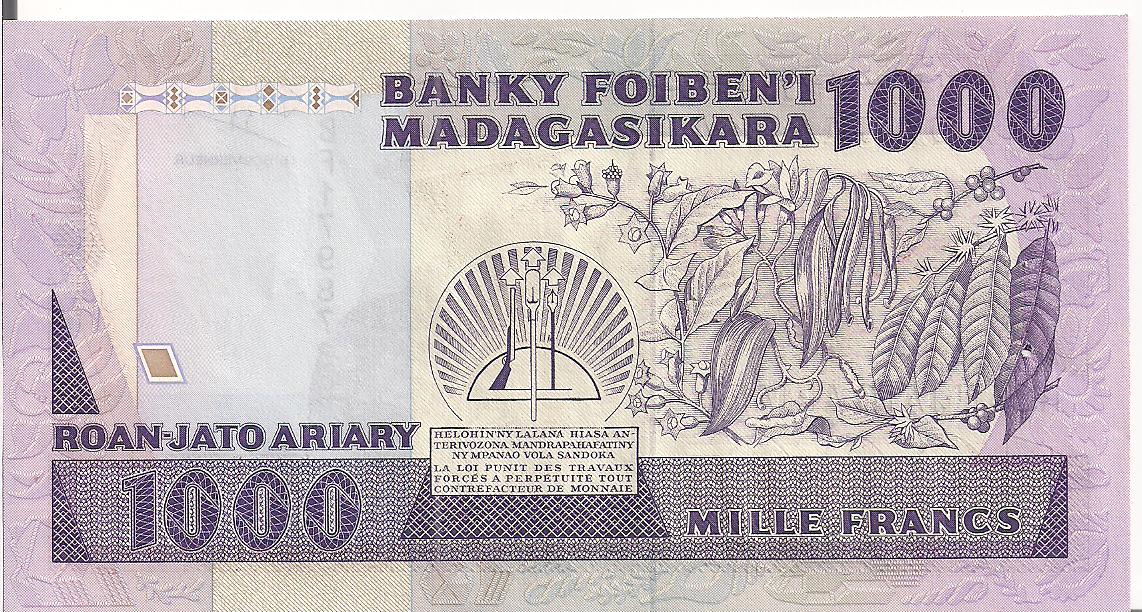 BANKY FOIBEN'I
MADAGASIKARA
1000
ROAN-JATO ARIARY
HELOHIN'NY LALANA HIASA AN-
TERIVOZONA MANDRAPAHAFATINY
NY MPANAO VOLA SANDOKA
LA LOI PUNIT DES TRAVAUX
FORCÉS A PERPÉTUITÉ TOUT
CONTREFACTEUR DE MONNAIE
1000
MILLE FRANCS